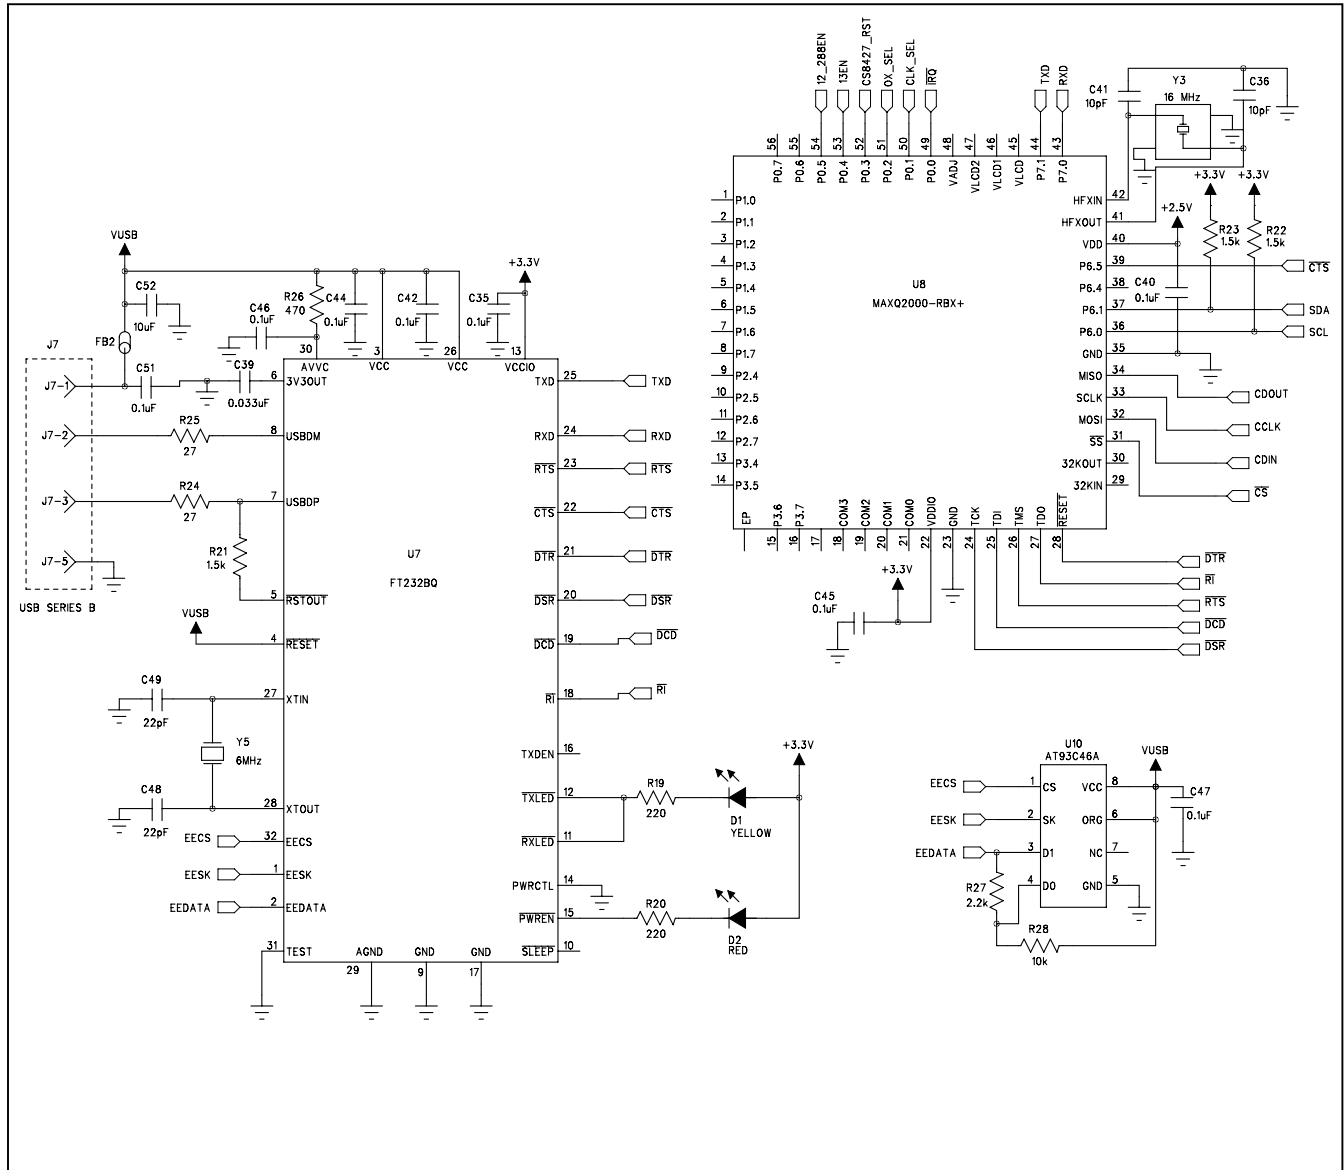 12_288EN
13EN
CS8427_RST
OX_SEL
CLK_SEL
IRQ
TXD
RXD
56
55
54
53
52
51
50
49
48
47
46
45
44
43
P0.7
P0.6
P0.5
P0.4
P0.3
P0.2
P0.1
P0.0
VADJ
VLCD2
VLCD1
VLCD
P7.1
P7.0
C41
10pF
Y3
16 MHz
C36
10pF
1 P1.0
2 P1.1
3 P1.2
4 P1.3
5 P1.4
6 P1.5
7 P1.6
8 P1.7
9 P2.4
10 P2.5
11 P2.6
12 P2.7
13 P3.4
14 P3.5
U8
MAXQ2000-RBX+
HFXIN 42
HFXOUT 41
VDD 40
P6.5 39
P6.4 38
P6.1 37
P6.0 36
GND 35
MISO 34
SCLK 33
MOSI 32
SS 31
32KOUT 30
32KIN 29
+3.3V
+3.3V
+2.5V
R23
1.5k
R22
1.5k
C40
0.1uF
CTS
SDA
SCL
CDOUT
CCLK
CDIN
CS
EP
P3.6
P3.7
COM3
COM2
COM1
COM0
VDDIO
GND
TCK
TDI
TMS
TDO
RESET
15
16
17
18
19
20
21
22
23
24
25
26
27
28
+3.3V
C45
0.1uF
DTR
RI
RTS
DCD
DSR
VUSB
C52
10uF
FB2
C46
0.1uF
R26
470
C44
0.1uF
C42
0.1uF
C35
0.1uF
+3.3V
J7
J7-1
J7-2
J7-3
J7-5
USB SERIES B
C51
0.1uF
C39
0.033uF
R25
27
R24
27
R21
1.5k
VUSB
30
3
26
13
AVVC
VCC
VCC
VCCIO
6 3V3OUT
8 USBDM
7 USBDP
5 RSTOUT
4 RESET
27 XTIN
28 XTOUT
32 EECS
1 EESK
2 EEDATA
31 TEST
U7
FT232BQ
TXD 25 TXD
RXD 24 RXD
RTS 23 RTS
CTS 22 CTS
DTR 21 DTR
DSR 20 DSR
DCD 19 DCD
RI 18 RI
TXDEN 16
TXLED 12
RXLED 11
PWRCTL 14
PWREN 15
SLEEP 10
AGND
GND
GND
29
9
17
C49
22pF
Y5
6MHz
C48
22pF
EECS
EESK
EEDATA
R19
220
D1
YELLOW
+3.3V
R20
220
D2
RED
U10
AT93C46A
VUSB
EECS 1 CS
EESK 2 SK
EEDATA 3 D1
4 D0
VCC 8
ORG 6
NC 7
GND 5
C47
0.1uF
R27
2.2k
R28
10k